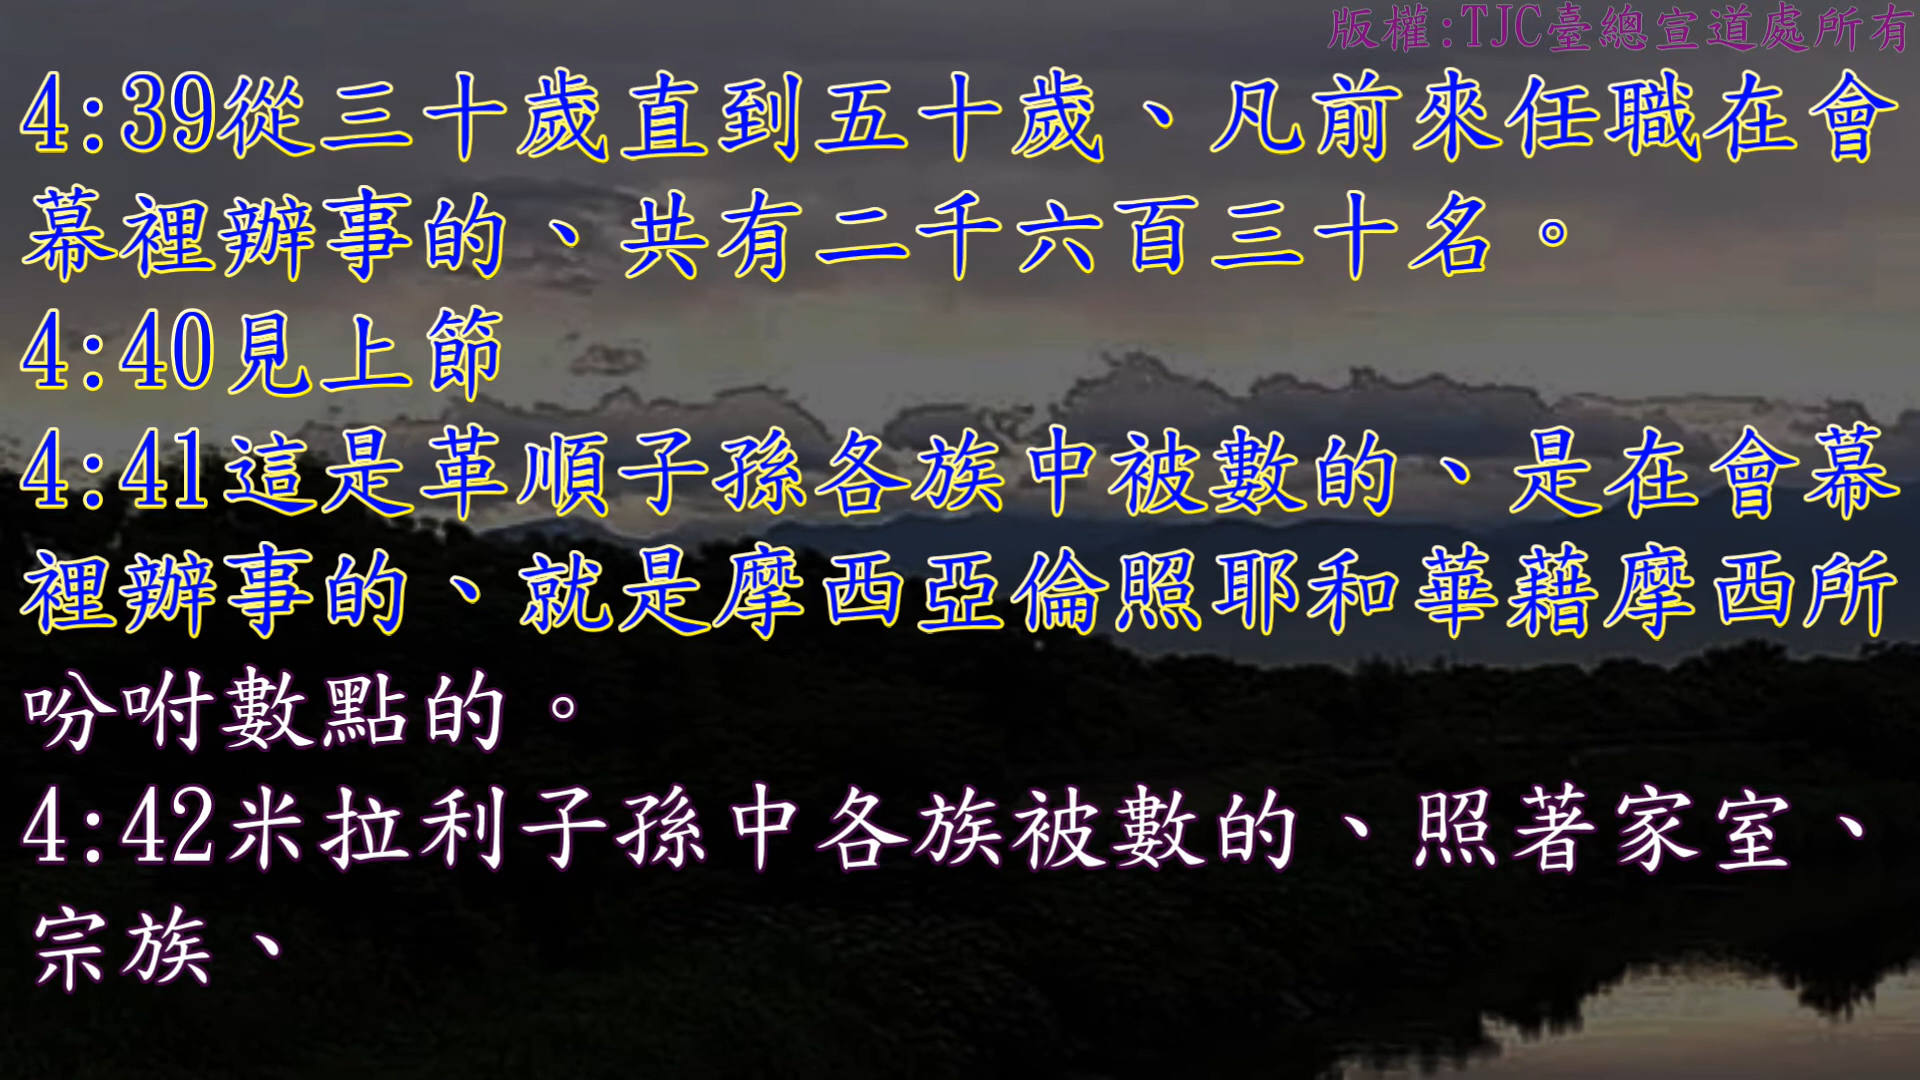 版權:TJC臺總宣道處所有
4:39從三十歲直到五十歲、凡前來任職在會
幕裡辦事的、共有二千六百三十名。
4:40見上節
4:41這是革順子孫各族中被數的、是在會幕
裡辦事的、就是摩西亞倫照耶和華藉摩西所
吩咐數點的。
4:42米拉利子孫中各族被數的、照著家室、
宗族、